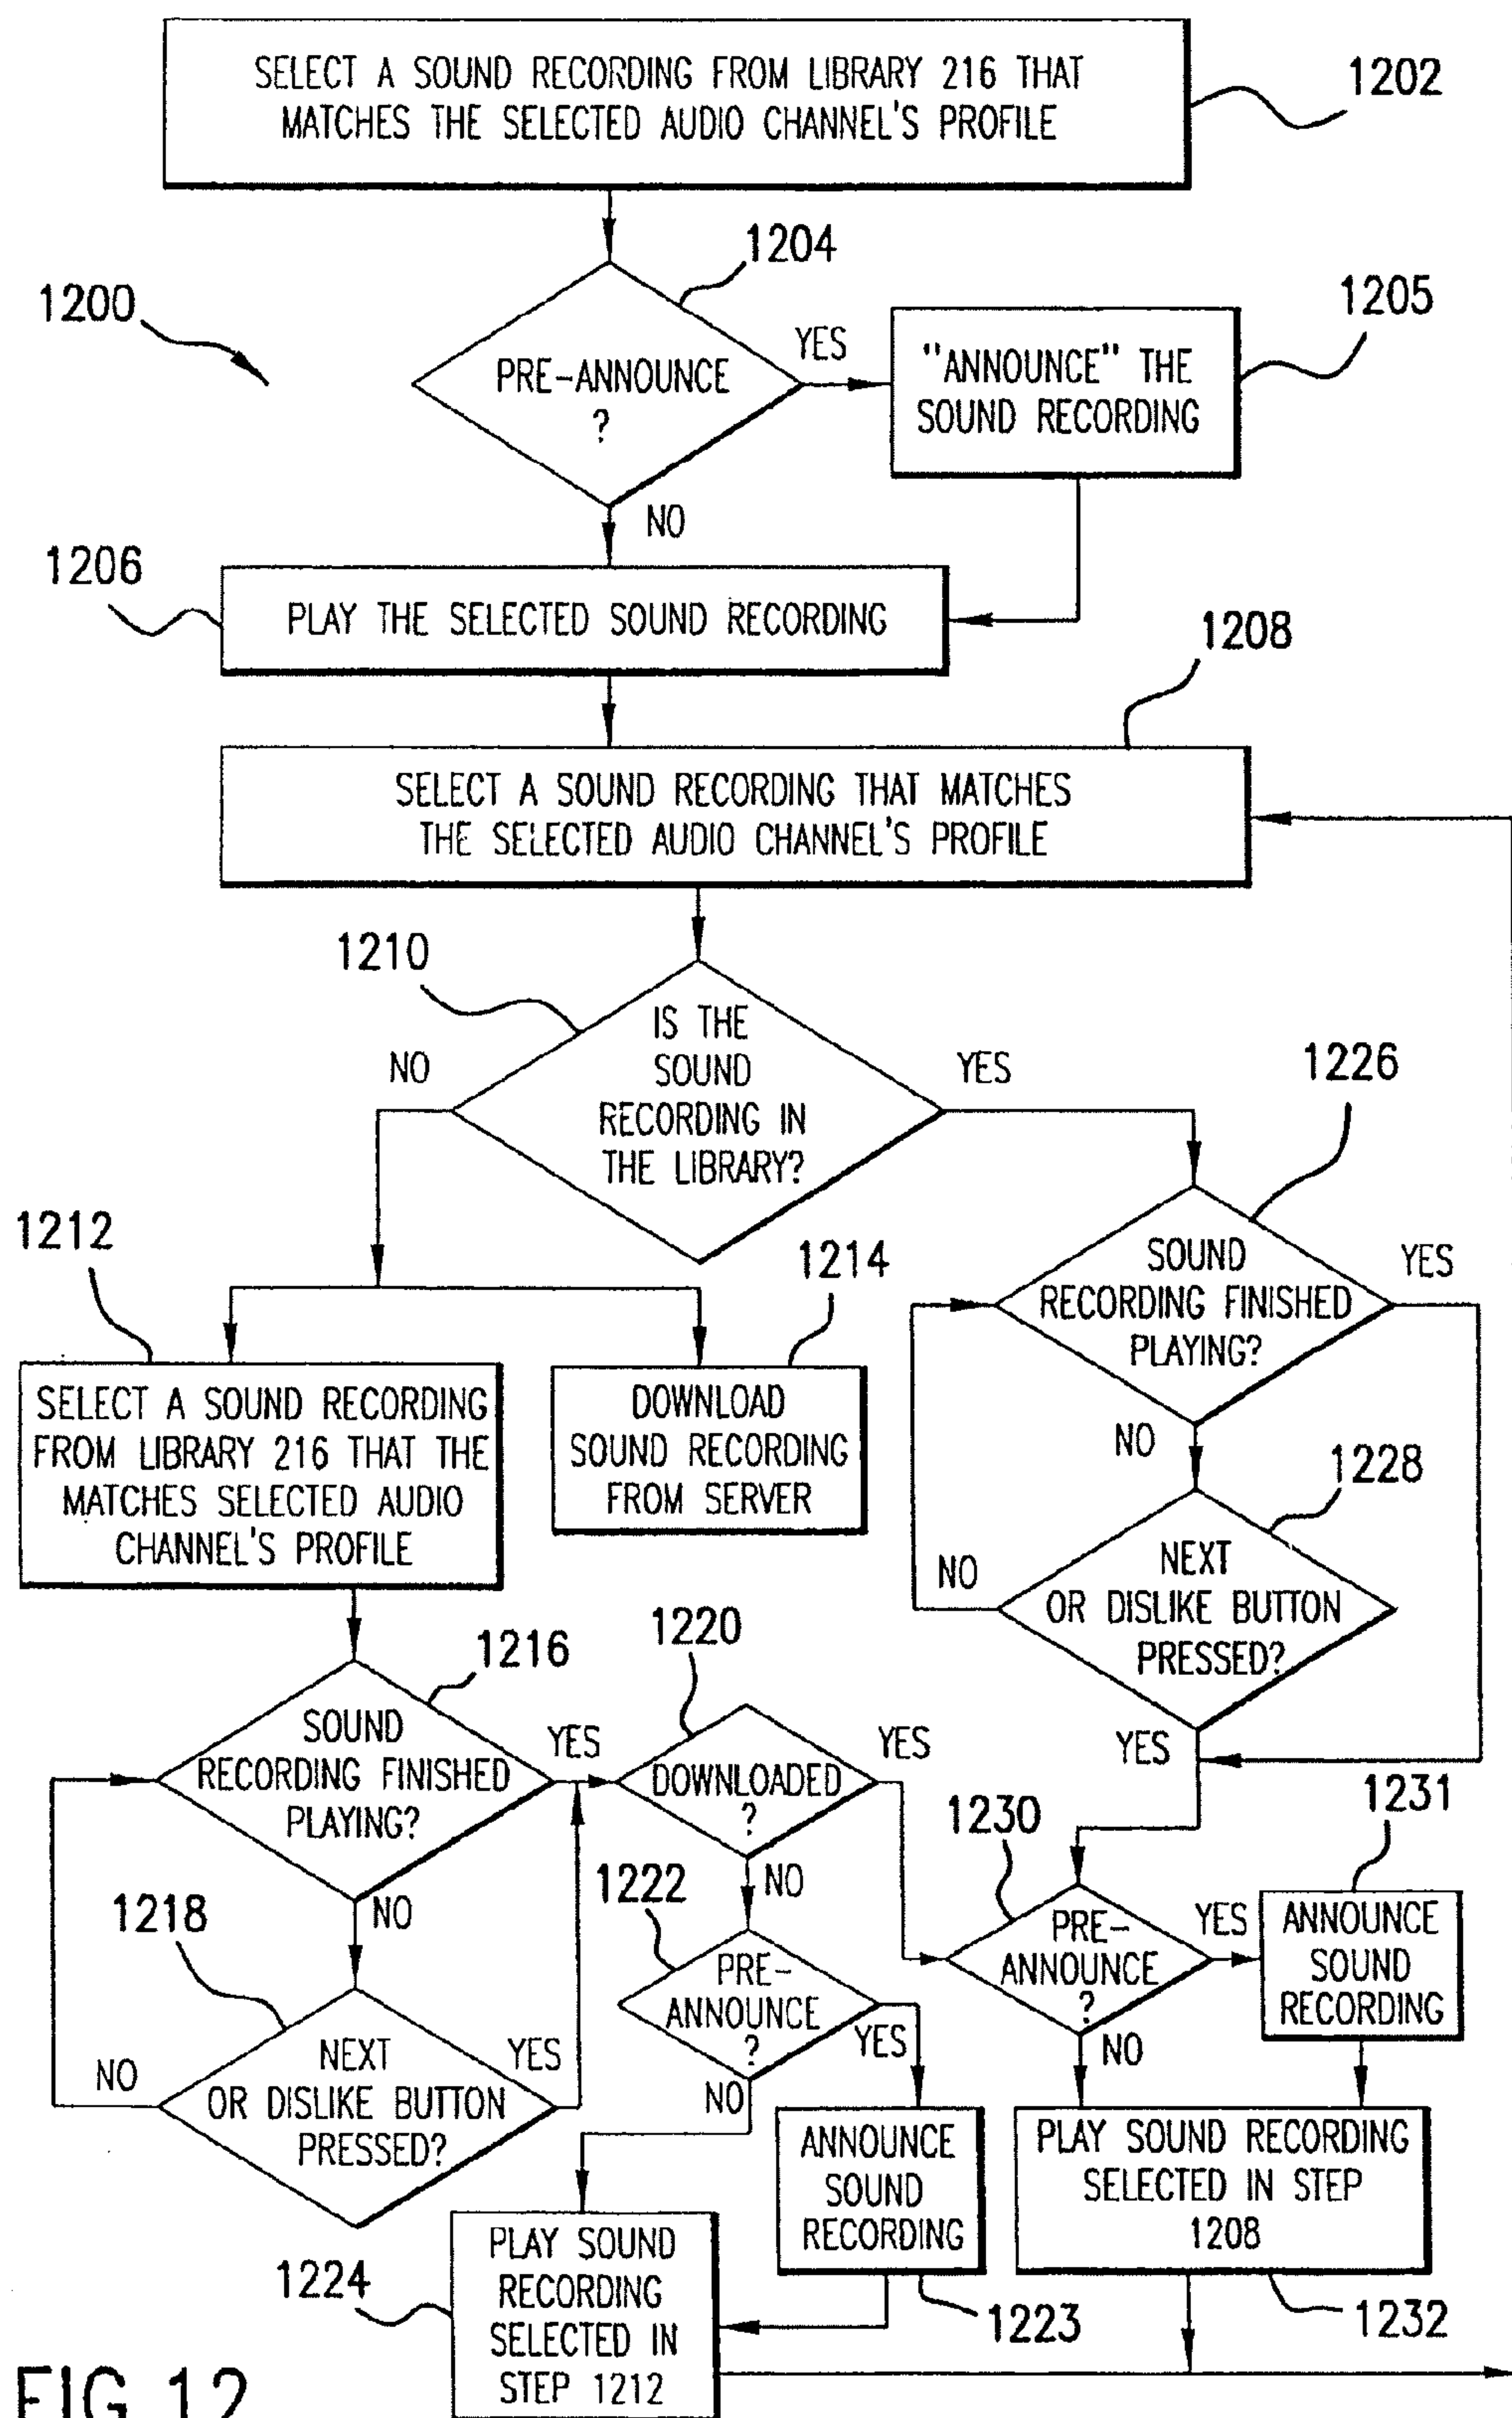 SELECT A SOUND RECORDING FROM LIBRARY 216 THAT
MATCHES THE SELECTED AUDIO CHANNEL'S PROFILE
1202
1204
1200
PRE-ANNOUNCE
?
YES
1205
"ANNOUNCE" THE
SOUND RECORDING
NO
1206
PLAY THE SELECTED SOUND RECORDING
1208
SELECT A SOUND RECORDING THAT MATCHES
THE SELECTED AUDIO CHANNEL'S PROFILE
1210
IS THE
SOUND
RECORDING IN
THE LIBRARY?
NO
YES
1226
1212
1214
SOUND
RECORDING FINISHED
PLAYING?
YES
NO
SELECT A SOUND RECORDING
FROM LIBRARY 216 THAT THE
MATCHES SELECTED AUDIO
CHANNEL'S PROFILE
DOWNLOAD
SOUND RECORDING
FROM SERVER
1228
NEXT
OR DISLIKE BUTTON
PRESSED?
NO
YES
1216
SOUND
RECORDING FINISHED
PLAYING?
YES
NO
1220
DOWNLOADED
?
YES
NO
1218
NEXT
OR DISLIKE BUTTON
PRESSED?
NO
YES
1222
PRE-
ANNOUNCE
?
YES
NO
1230
PRE-
ANNOUNCE
?
YES
NO
1231
ANNOUNCE
SOUND
RECORDING
ANNOUNCE
SOUND
RECORDING
1223
PLAY SOUND RECORDING
SELECTED IN STEP
1208
1232
1224
PLAY SOUND
RECORDING
SELECTED IN
STEP 1212
FIG.12